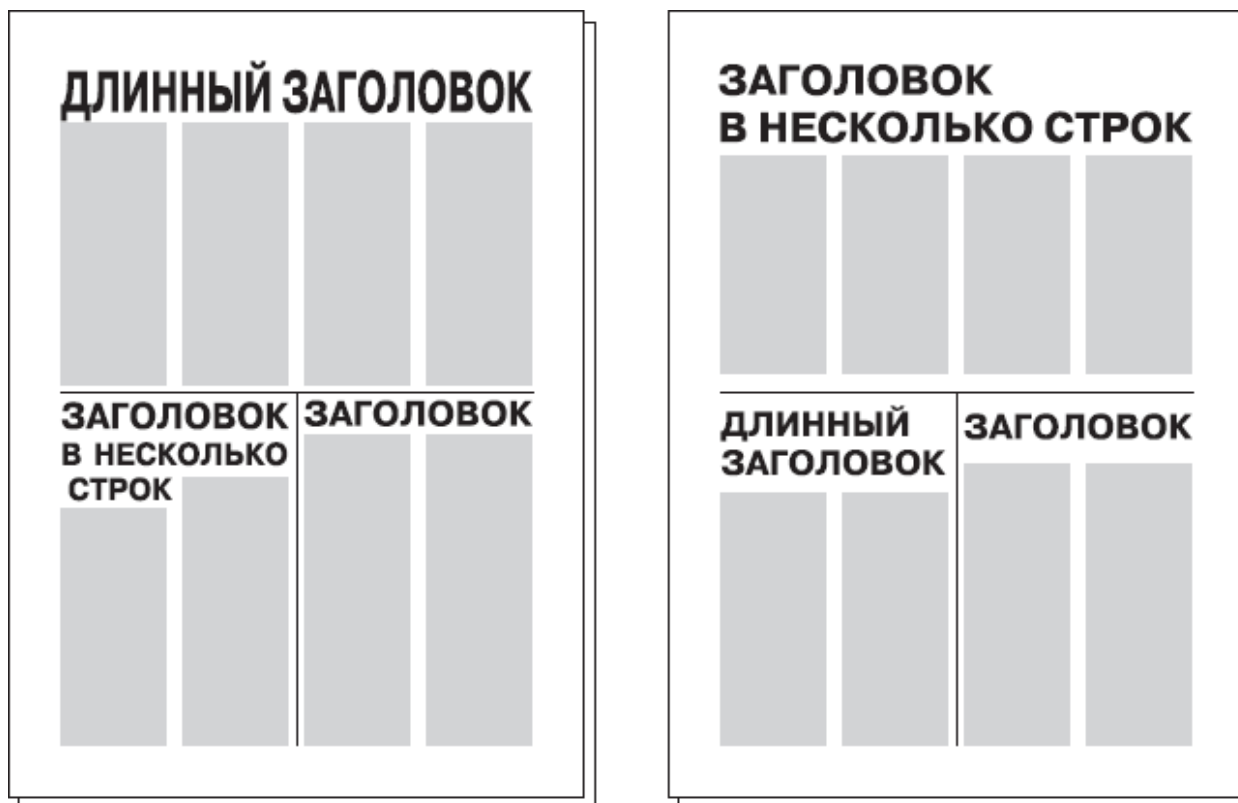 ДЛИННЫЙ ЗАГОЛОВОК
ЗАГОЛОВОК
В НЕСКОЛЬКО
СТРОК
ЗАГОЛОВОК
ЗАГОЛОВОК
В НЕСКОЛЬКО СТРОК
ДЛИННЫЙ
ЗАГОЛОВОК
ЗАГОЛОВОК